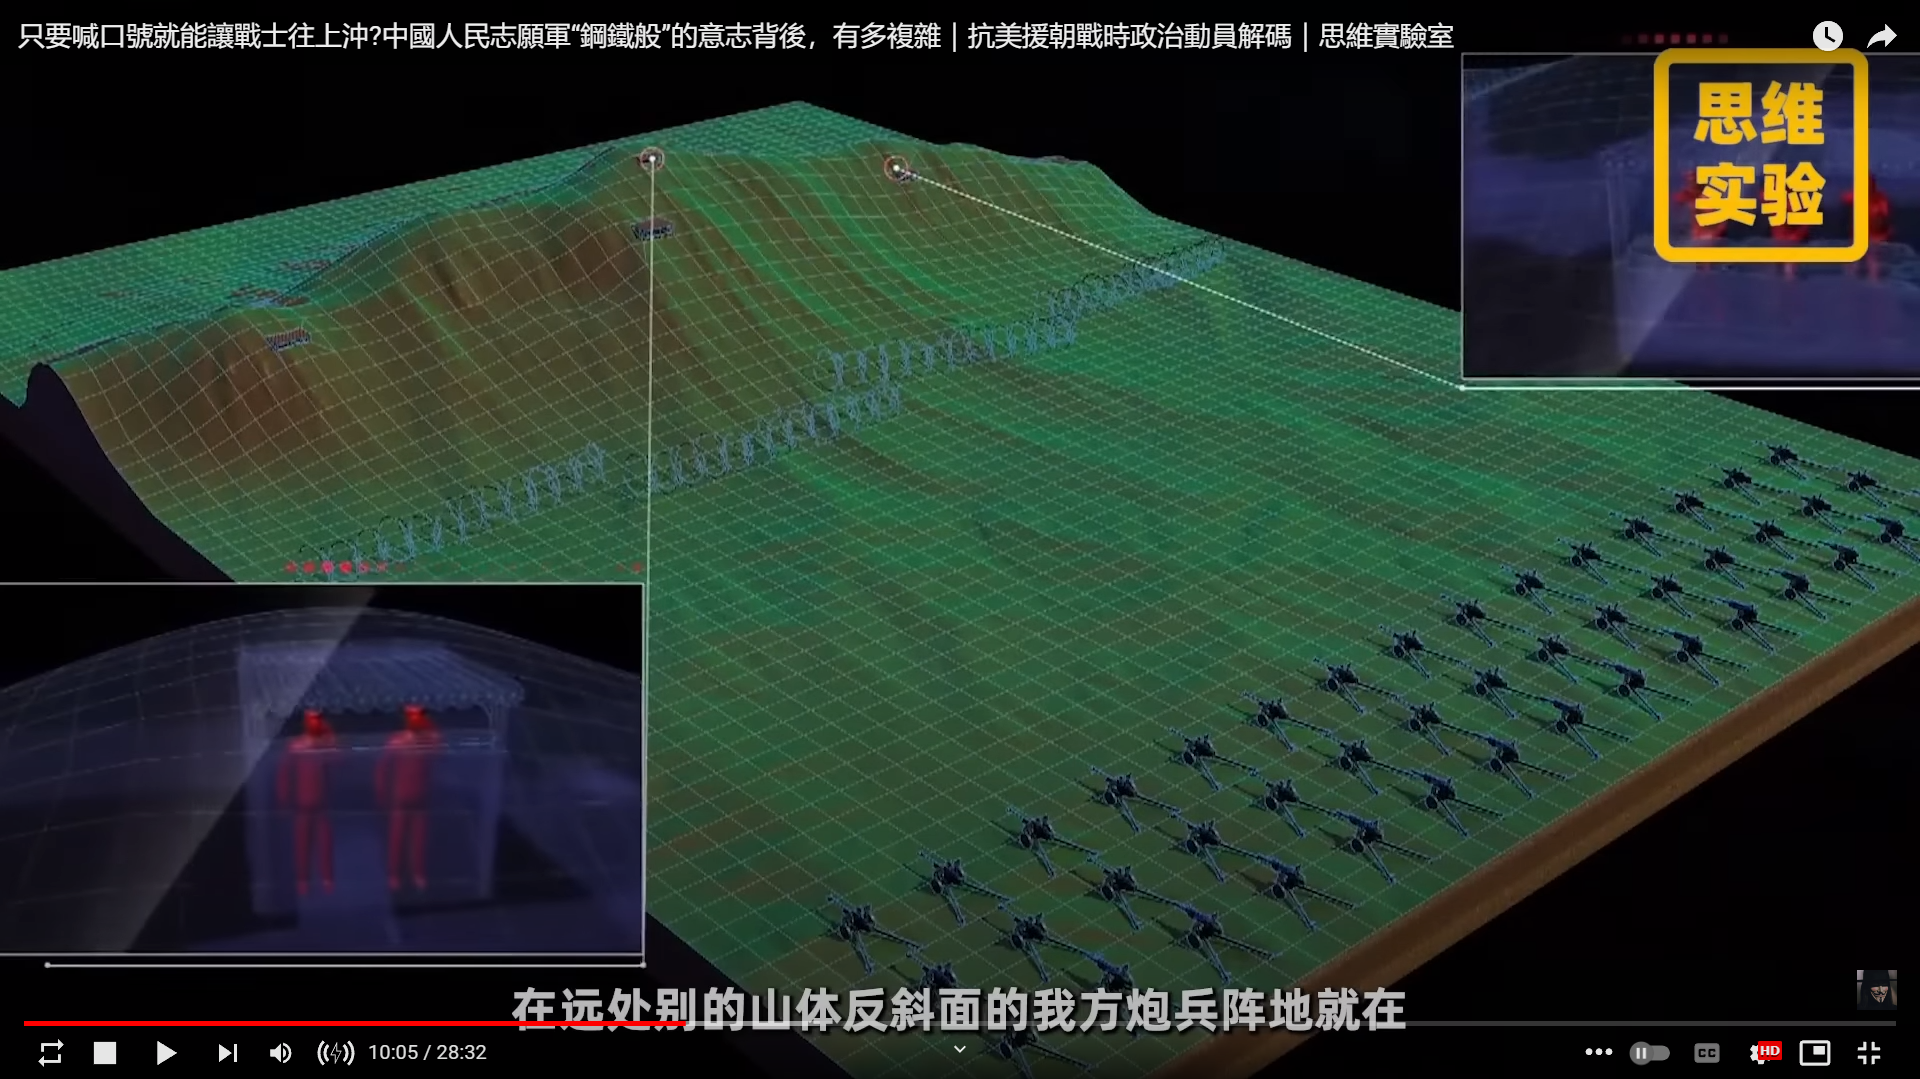 只要喊口號就能讓戰士往上沖?中國人民志願軍“鋼鐵般”的意志背後，有多複雜｜抗美援朝戰時政治動員解碼｜思維實驗室
思维
实验
在远处别的山体反斜面的我方炮兵阵地就在
10:05 / 28:32
CC
HD